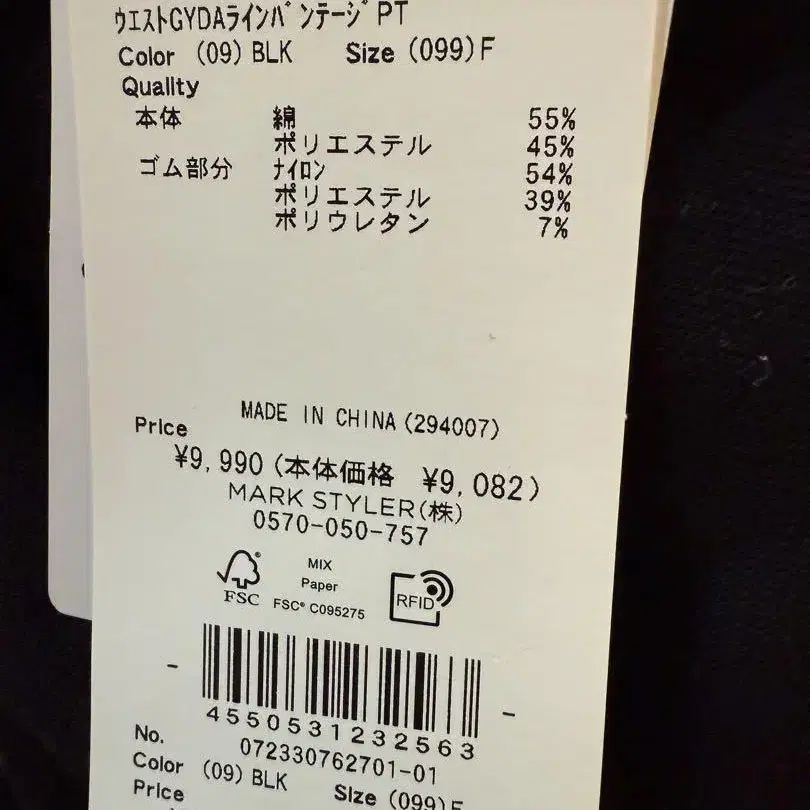 ウエストGYDAラインバンテージPT
Color (09) BLK Size (099) F
Quality
本体 綿 55%
ポリエステル 45%
ゴム部分 ナイロン 54%
ポリエステル 39%
ポリウレタン 7%
MADE IN CHINA (294007)
Price
¥9,990 (本体価格 ¥9,082)
MARK STYLER(株)
0570-050-757
FSC
MIX
Paper
FSC® C095275
RFID
4550531232563
No. 072330762701-01
Color (09) BLK Size (099) F
Price